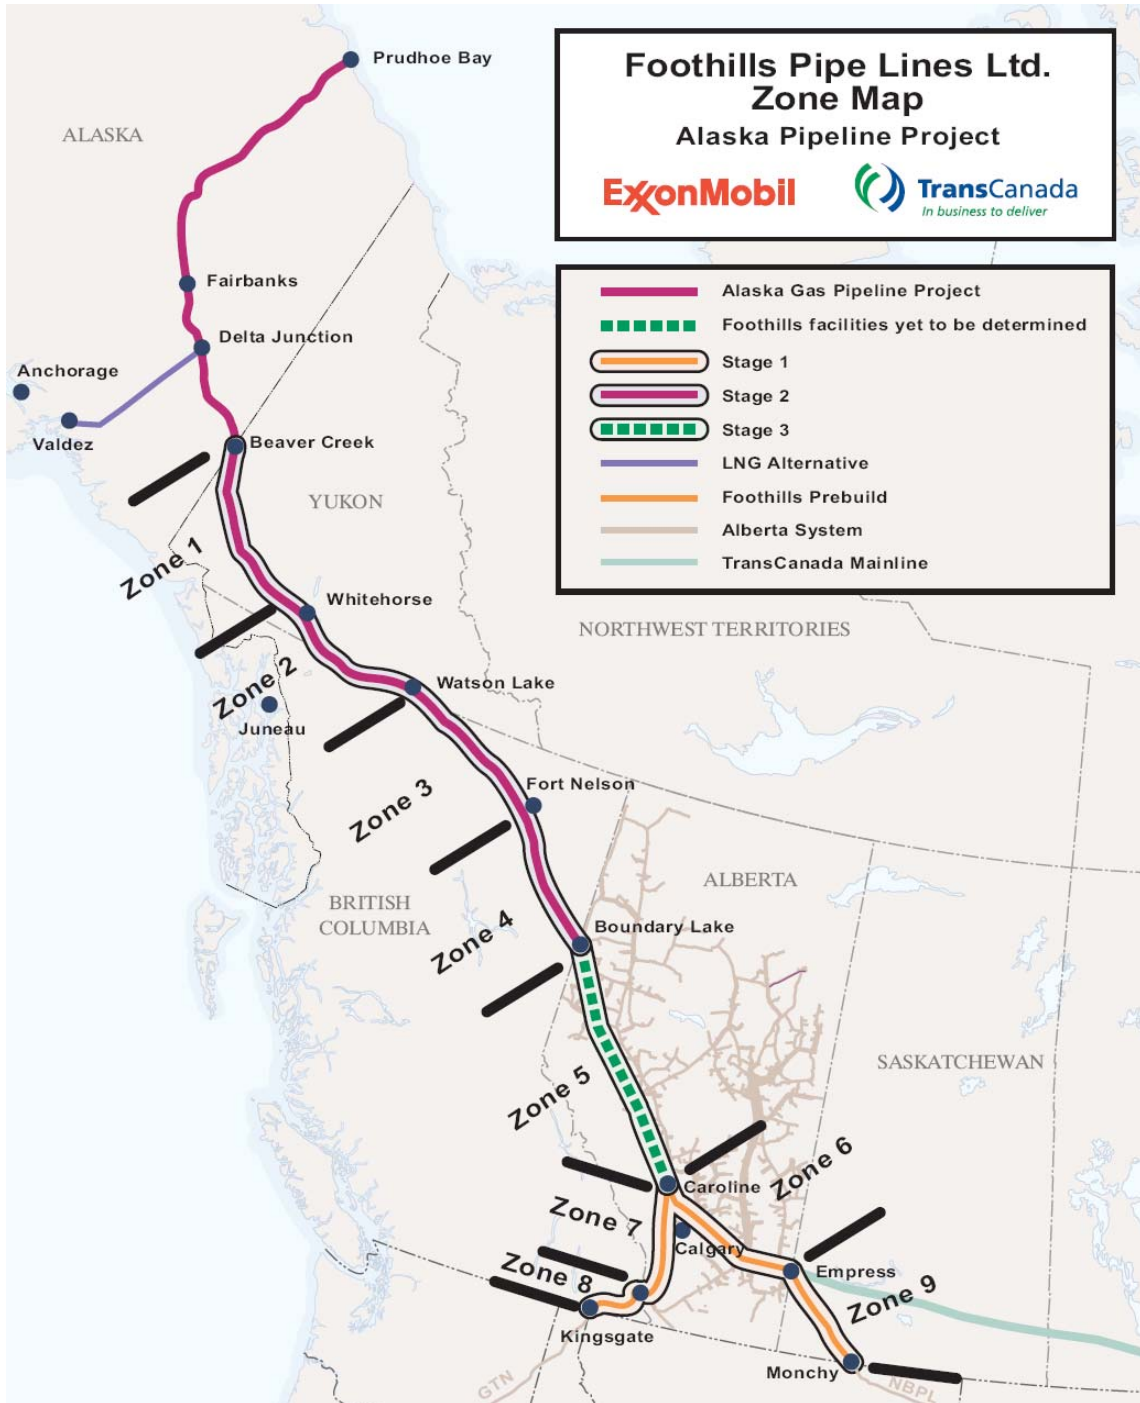 Foothills Pipe Lines Ltd.
Zone Map
Alaska Pipeline Project
ExxonMobil
TransCanada
In business to deliver
Alaska Gas Pipeline Project
Foothills facilities yet to be determined
Stage 1
Stage 2
Stage 3
LNG Alternative
Foothills Prebuild
Alberta System
TransCanada Mainline
Prudhoe Bay
ALASKA
Fairbanks
Delta Junction
Anchorage
Valdez
Beaver Creek
YUKON
Zone 1
Whitehorse
NORTHWEST TERRITORIES
Zone 2
Watson Lake
Juneau
Zone 3
Fort Nelson
ALBERTA
BRITISH
COLUMBIA
Zone 4
Boundary Lake
SASKATCHEWAN
Zone 5
Zone 6
Caroline
Zone 7
Calgary
Zone 8
Empress
Zone 9
Kingsgate
Monchy
GTN
NBPL